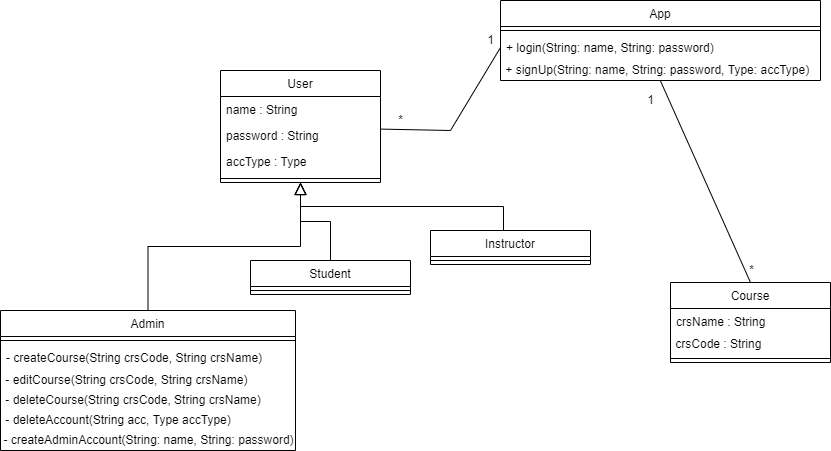 App
+ login(String: name, String: password)
+ signUp(String: name, String: password, Type: accType)
1
*
1
*
User
name : String
password : String
accType : Type
Instructor
Student
Course
crsName : String
crsCode : String
Admin
- createCourse(String crsCode, String crsName)
- editCourse(String crsCode, String crsName)
- deleteCourse(String crsCode, String crsName)
- deleteAccount(String acc, Type accType)
- createAdminAccount(String: name, String: password)